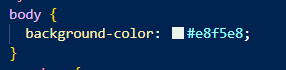 body {
background-color: #e8f5e8;
}